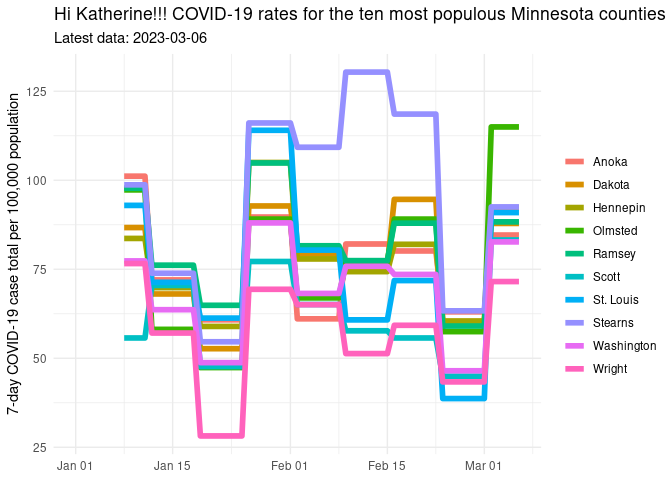 Hi Katherine!!! COVID-19 rates for the ten most populous Minnesota counties
Latest data: 2023-03-06
7-day COVID-19 case total per 100,000 population
125
100
75
50
25
Jan 01
Jan 15
Feb 01
Feb 15
Mar 01
Anoka
Dakota
Hennepin
Olmsted
Ramsey
Scott
St. Louis
Stearns
Washington
Wright